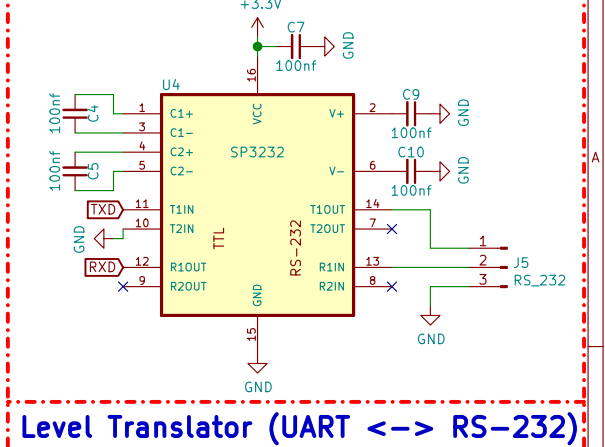 +3.3V
C7
100nf
GND
16
U4
VCC
C4
100nf
1
C1+
3
C1-
C5
100nf
4
C2+
5
C2-
SP3232
V+
2
C9
100nf
GND
V-
6
C10
100nf
GND
TXD
11
T1IN
GND
10
T2IN
TTL
RS-232
T1OUT
14
T2OUT
7
RXD
12
R1OUT
9
R2OUT
R1IN
13
R2IN
8
1
2
3
J5
RS_232
GND
GND
15
GND
A
Level Translator (UART <-> RS-232)